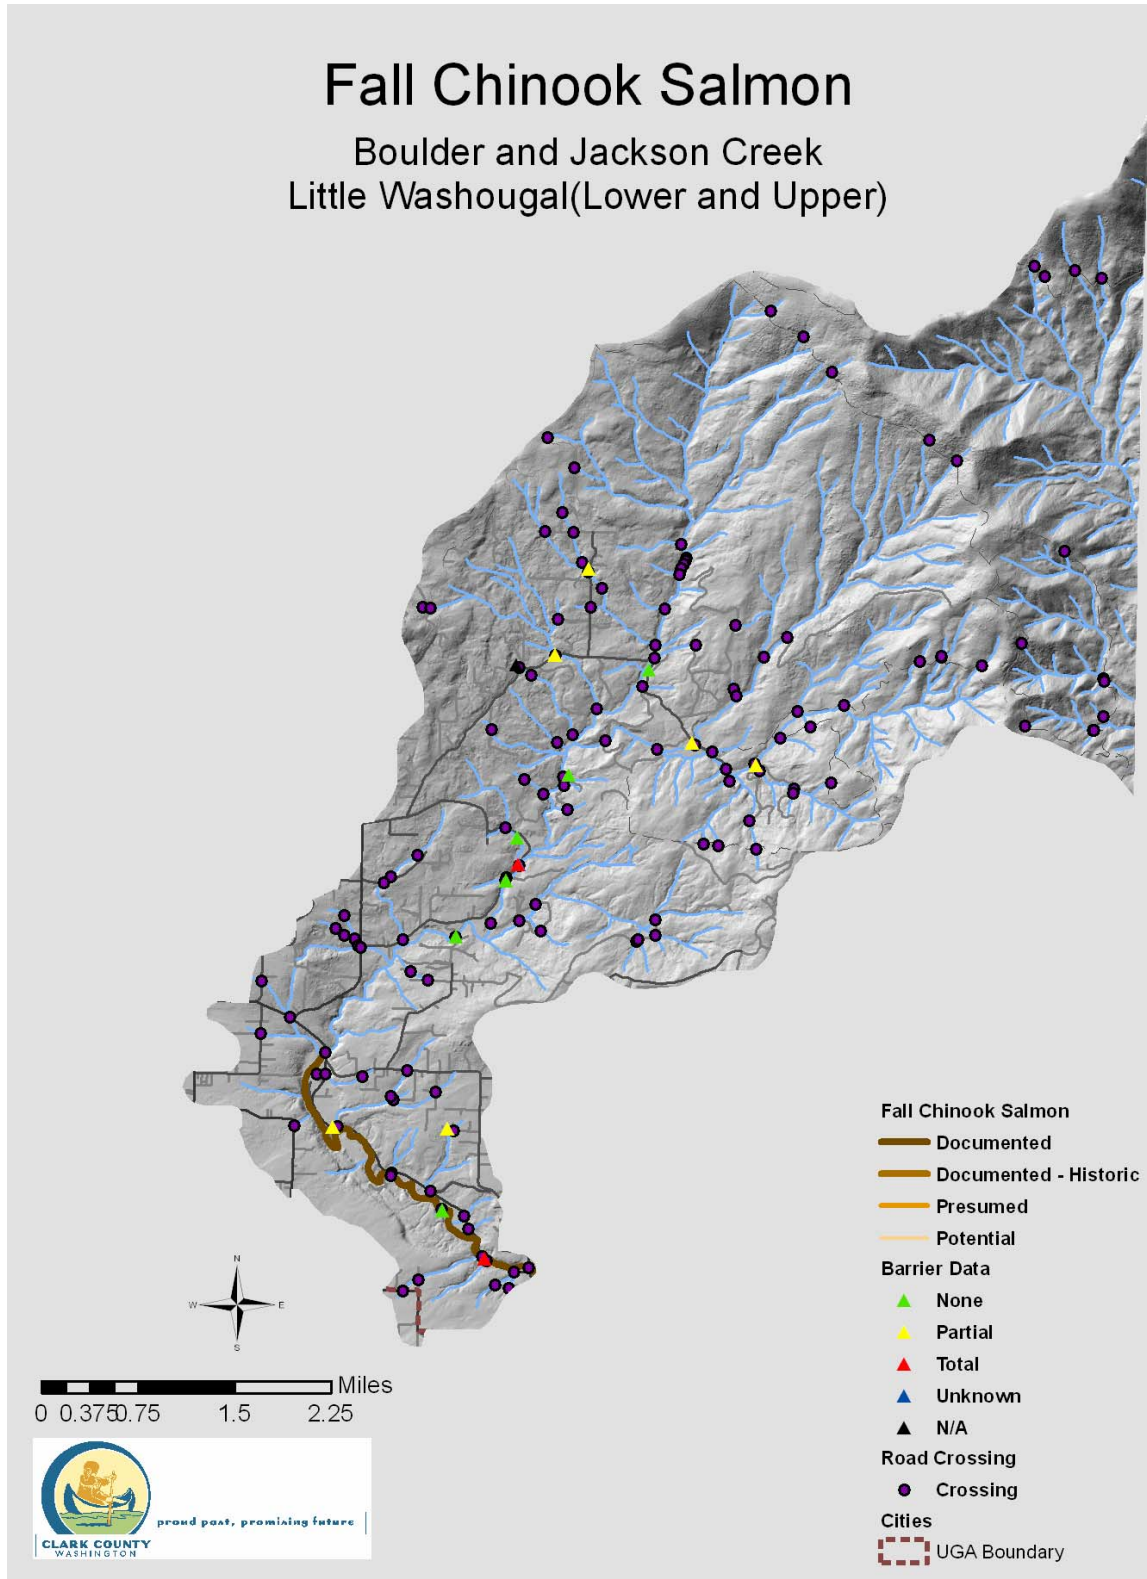 Fall Chinook Salmon
Boulder and Jackson Creek
Little Washougal(Lower and Upper)
Fall Chinook Salmon
Documented
Documented - Historic
Presumed
Potential
Barrier Data
None
Partial
Total
Unknown
N/A
Road Crossing
Crossing
Cities
UGA Boundary
N
W E
S
Miles
0 0.375 0.75 1.5 2.25
proud past, promising future
CLARK COUNTY
WASHINGTON